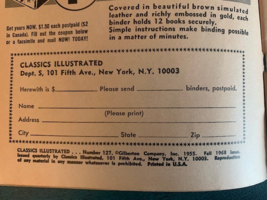 Covered in beautiful brown simulated
leather and richly embossed in gold, each
binder holds 12 books securely.
Simple instructions make binding possible
in a matter of minutes.
Get yours NOW, $1.50 each postpaid ($2
in Canada). Fill out the coupon below
or a facsimile and mail NOW! TODAY!
CLASSICS ILLUSTRATED
Dept. S, 101 Fifth Ave., New York, N.Y. 10003
Herewith is $ Please send binders, postpaid.
Name
(Please print)
Address
City State Zip
CLASSICS ILLUSTRATED Number 127. ©Gilberton Company, Inc. 1955. Fall 1968 Issue.
Issued quarterly by Classics Illustrated, 101 Fifth Ave., New York, N.Y. 10003. Reproduction
of any material in any manner whatsoever is prohibited. Printed in U.S.A.